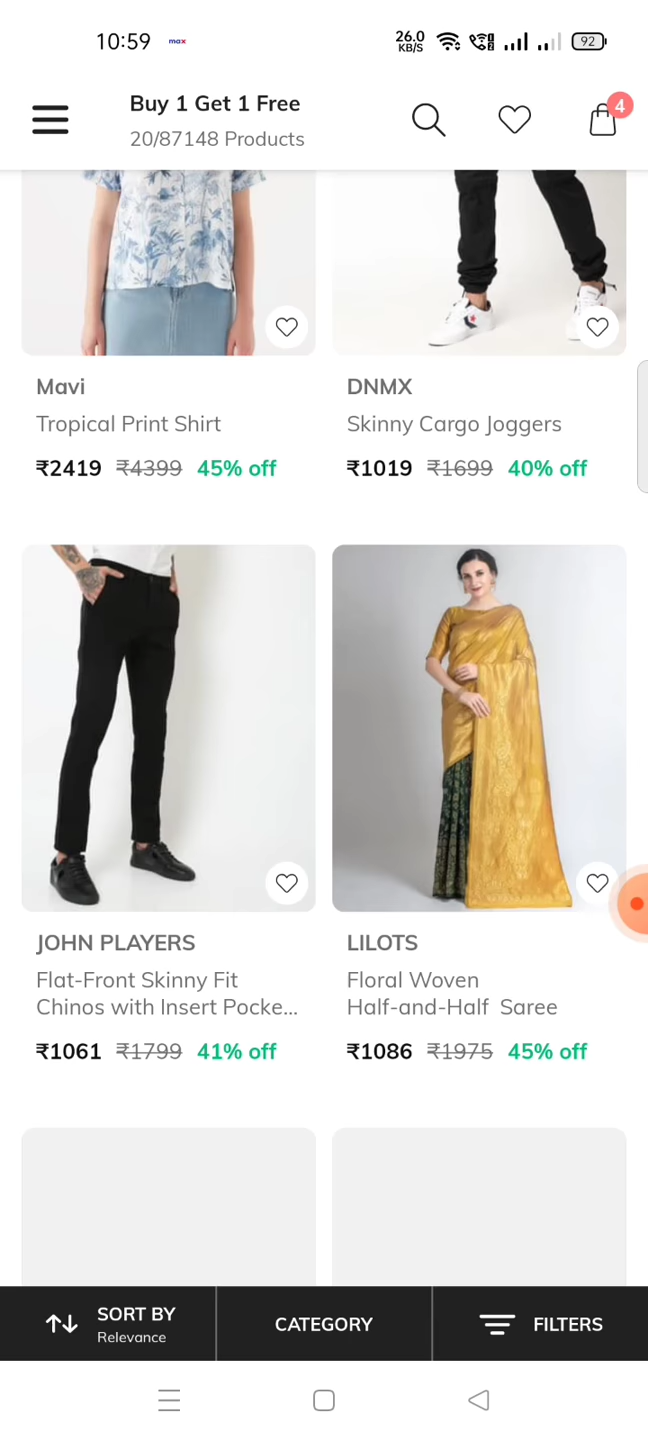 10:59
max
26.0
KB/S
92
Buy 1 Get 1 Free
20/87148 Products
4
Mavi
Tropical Print Shirt
₹2419 ₹4399 45% off
DNMX
Skinny Cargo Joggers
₹1019 ₹1699 40% off
JOHN PLAYERS
Flat-Front Skinny Fit
Chinos with Insert Pocke...
₹1061 ₹1799 41% off
LILOTS
Floral Woven
Half-and-Half Saree
₹1086 ₹1975 45% off
SORT BY
Relevance
CATEGORY
FILTERS